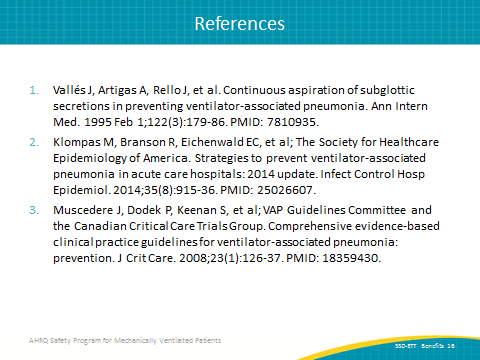 References
1. Vallés J, Artigas A, Rello J, et al. Continuous aspiration of subglottic
secretions in preventing ventilator-associated pneumonia. Ann Intern
Med. 1995 Feb 1;122(3):179-86. PMID: 7810935.
2. Klompas M, Branson R, Eichenwald EC, et al; The Society for Healthcare
Epidemiology of America. Strategies to prevent ventilator-associated
pneumonia in acute care hospitals: 2014 update. Infect Control Hosp
Epidemiol. 2014;35(8):915-36. PMID: 25026607.
3. Muscedere J, Dodek P, Keenan S, et al; VAP Guidelines Committee and
the Canadian Critical Care Trials Group. Comprehensive evidence-based
clinical practice guidelines for ventilator-associated pneumonia:
prevention. J Crit Care. 2008;23(1):126-37. PMID: 18359430.
AHRQ Safety Program for Mechanically Ventilated Patients
SSD-ETT Benefits 16